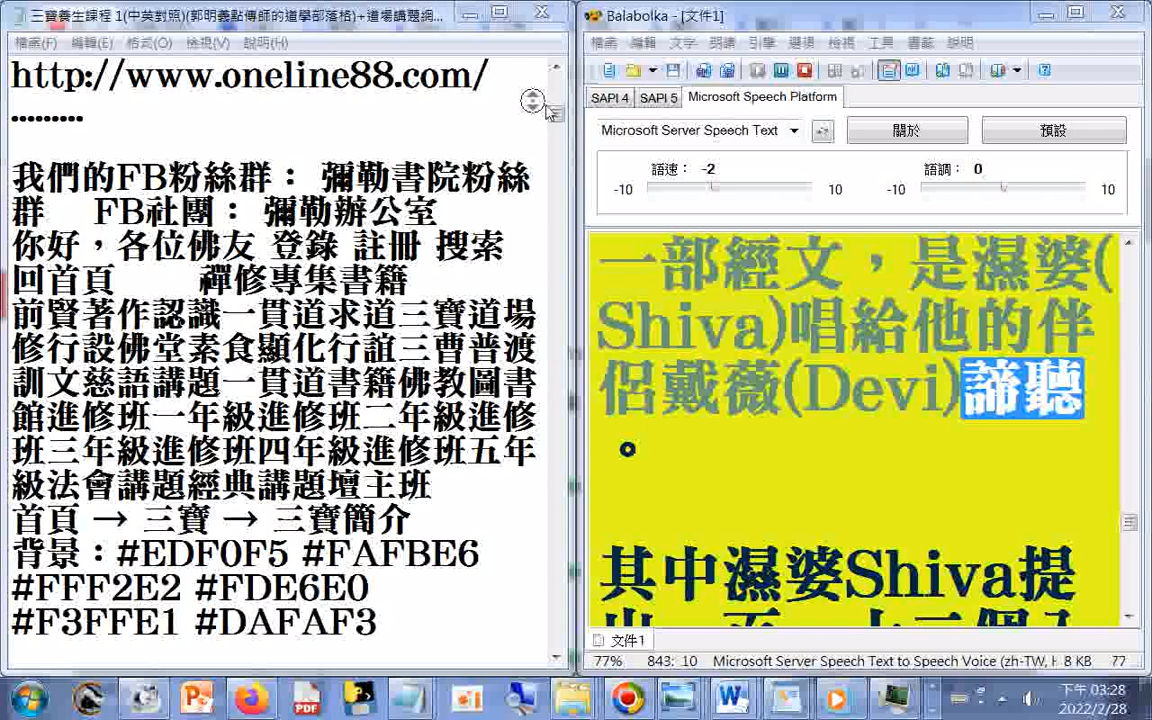 三寶養生課程 1(中英對照)(郭明義點傳師的道學部落格)+道場講題網...
檔案(F) 編輯(E) 格式(O) 檢視(V) 說明(H)
http://www.oneline88.com/
.........
我們的FB粉絲群： 彌勒書院粉絲
群 FB社團： 彌勒辦公室
你好，各位佛友 登錄 註冊 搜索
回首頁 禪修專集書籍
前賢著作認識一貫道求道三寶道場
修行設佛堂素食顯化行誼三曹普渡
訓文慈語講題一貫道書籍佛教圖書
館進修班一年級進修班二年級進修
班三年級進修班四年級進修班五年
級法會講題經典講題壇主班
首頁 → 三寶 → 三寶簡介
背景：#EDF0F5 #FAFBE6
#FFF2E2 #FDE6E0
#F3FFE1 #DAFAF3
Balabolka - [文件1]
檔案 編輯 文字 朗讀 引擎 選項 檢視 工具 書籤 說明
SAPI 4 SAPI 5 Microsoft Speech Platform
Microsoft Server Speech Text 關於 預設
語速： -2 語調： 0
-10 10 -10 10
一部經文，是濕婆(
Shiva)唱給他的伴
侶戴薇(Devi)諦聽
。
其中濕婆Shiva提
文件1
77% 843: 10 Microsoft Server Speech Text to Speech Voice (zh-TW, H 8 KB 77
下午 03:28
2022/2/28